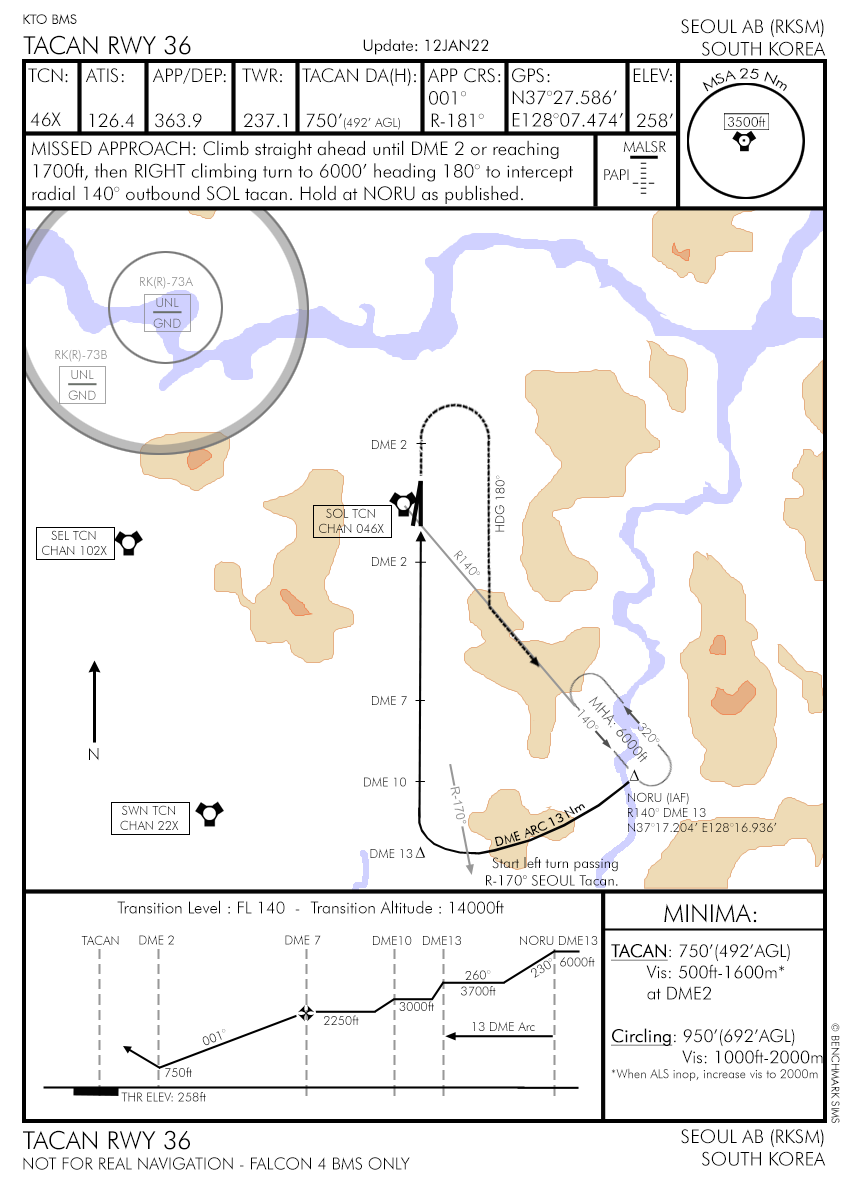 KTO BMS
TACAN RWY 36
Update: 12JAN22
SEOUL AB (RKSM)
SOUTH KOREA
TCN:
46X
ATIS:
126.4
APP/DEP:
363.9
TWR:
237.1
TACAN DA(H):
750'(492' AGL)
APP CRS:
001°
R-181°
GPS:
N37°27.586'
E128°07.474'
ELEV:
258'
MSA 25 Nm
3500ft
MISSED APPROACH: Climb straight ahead until DME 2 or reaching
1700ft, then RIGHT climbing turn to 6000' heading 180° to intercept
radial 140° outbound SOL tacan. Hold at NORU as published.
MALSR
PAPI
RK(R)-73A
UNL
GND
RK(R)-73B
UNL
GND
DME 2
HDG 180°
SOL TCN
CHAN 046X
SEL TCN
CHAN 102X
R140°
DME 2
N
DME 7
MHA: 6000ft
140°
320°
DME 10
R-170°
SWN TCN
CHAN 22X
DME ARC 13 Nm
NORU (IAF)
R140° DME 13
N37°17.204' E128°16.936'
DME 13
Start left turn passing
R-170° SEOUL Tacan.
Transition Level : FL 140 - Transition Altitude : 14000ft
TACAN
DME 2
DME 7
DME10
DME13
NORU DME13
6000ft
230°
260°
3700ft
3000ft
2250ft
001°
13 DME Arc
750ft
THR ELEV: 258ft
MINIMA:
TACAN: 750'(492'AGL)
Vis: 500ft-1600m*
at DME2
Circling: 950'(692'AGL)
Vis: 1000ft-2000m
*When ALS inop, increase vis to 2000m
© BENCHMARK SIMS
TACAN RWY 36
NOT FOR REAL NAVIGATION - FALCON 4 BMS ONLY
SEOUL AB (RKSM)
SOUTH KOREA